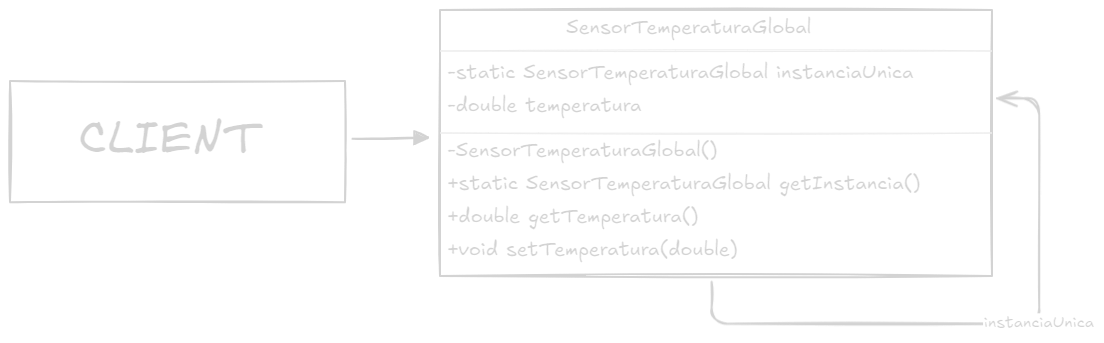 SensorTemperaturaGlobal
-static SensorTemperaturaGlobal instanciaUnica
-double temperatura
CLIENT
-SensorTemperaturaGlobal()
+static SensorTemperaturaGlobal getInstancia()
+double getTemperatura()
+void setTemperatura(double)
instanciaUnica